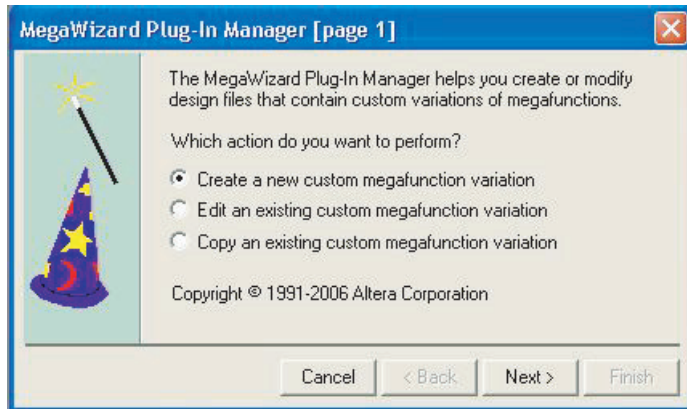 MegaWizard Plug-In Manager [page 1]
The MegaWizard Plug-In Manager helps you create or modify
design files that contain custom variations of megafunctions.
Which action do you want to perform?
Create a new custom megafunction variation
Edit an existing custom megafunction variation
Copy an existing custom megafunction variation
Copyright © 1991-2006 Altera Corporation
Cancel < Back Next > Finish